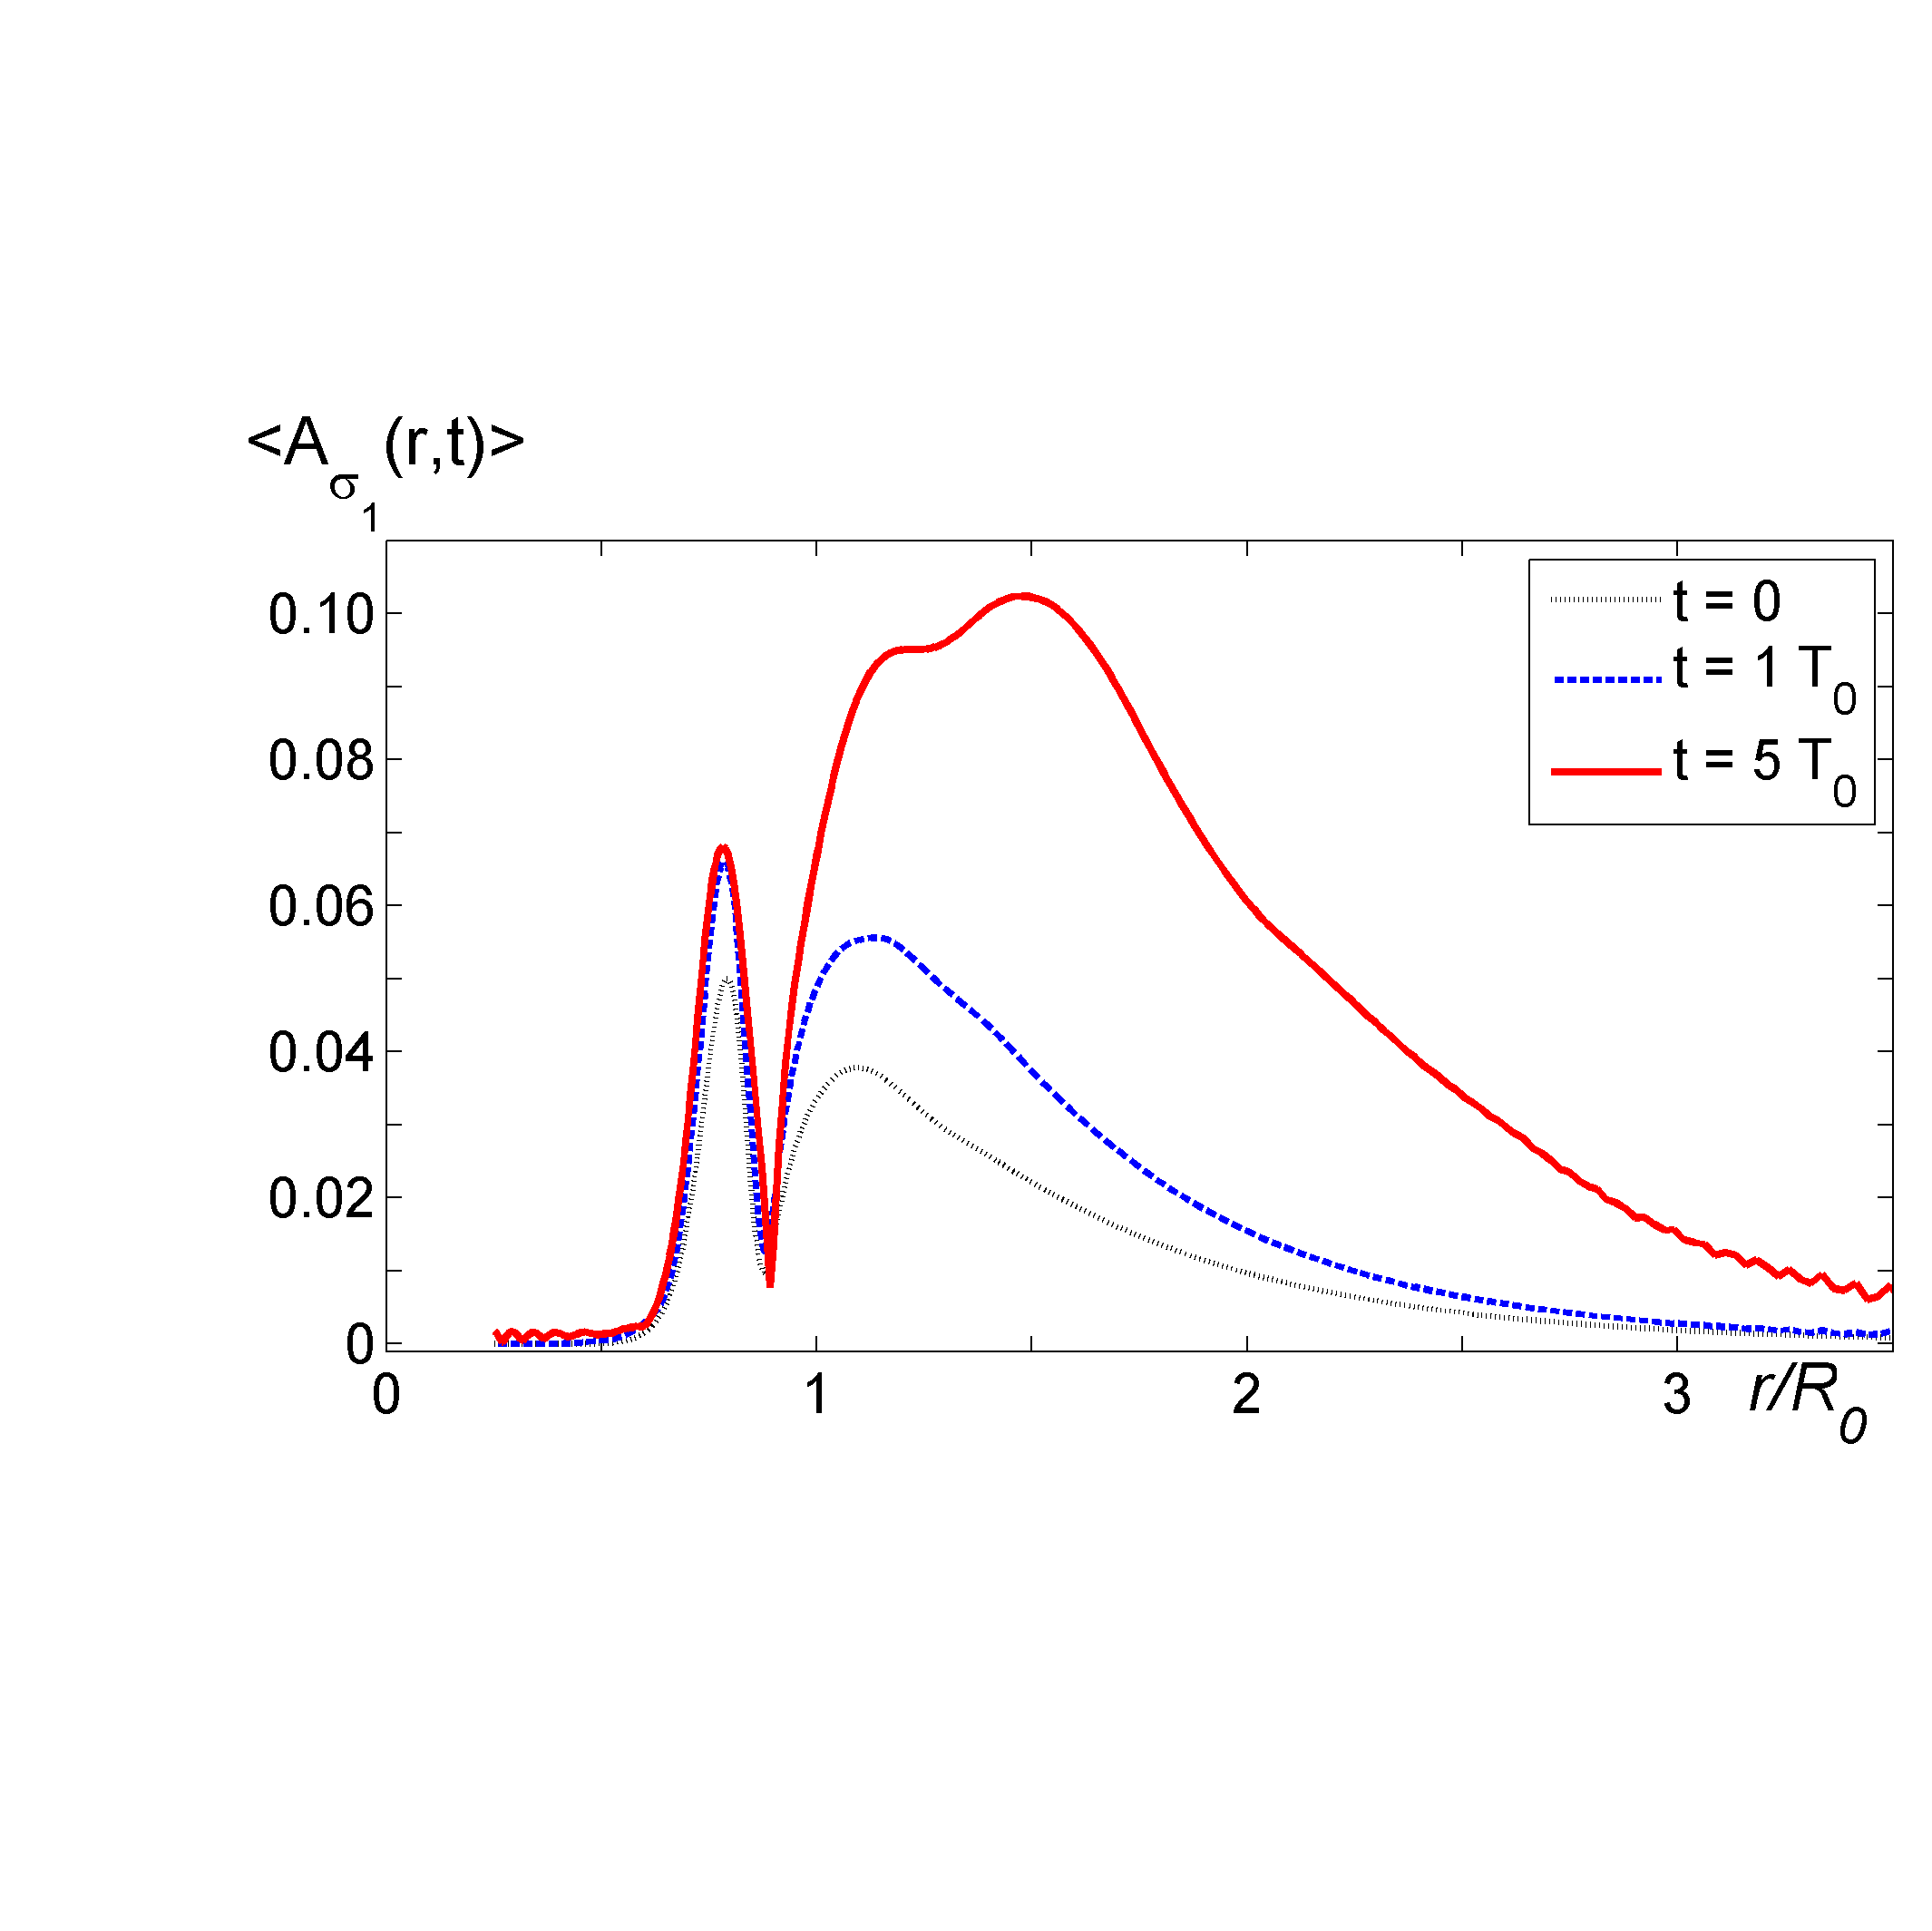 <Aσ1 (r,t)>
t = 0
t = 1 T0
t = 5 T0
0.10
0.08
0.06
0.04
0.02
0
0 1 2 3 r/R0